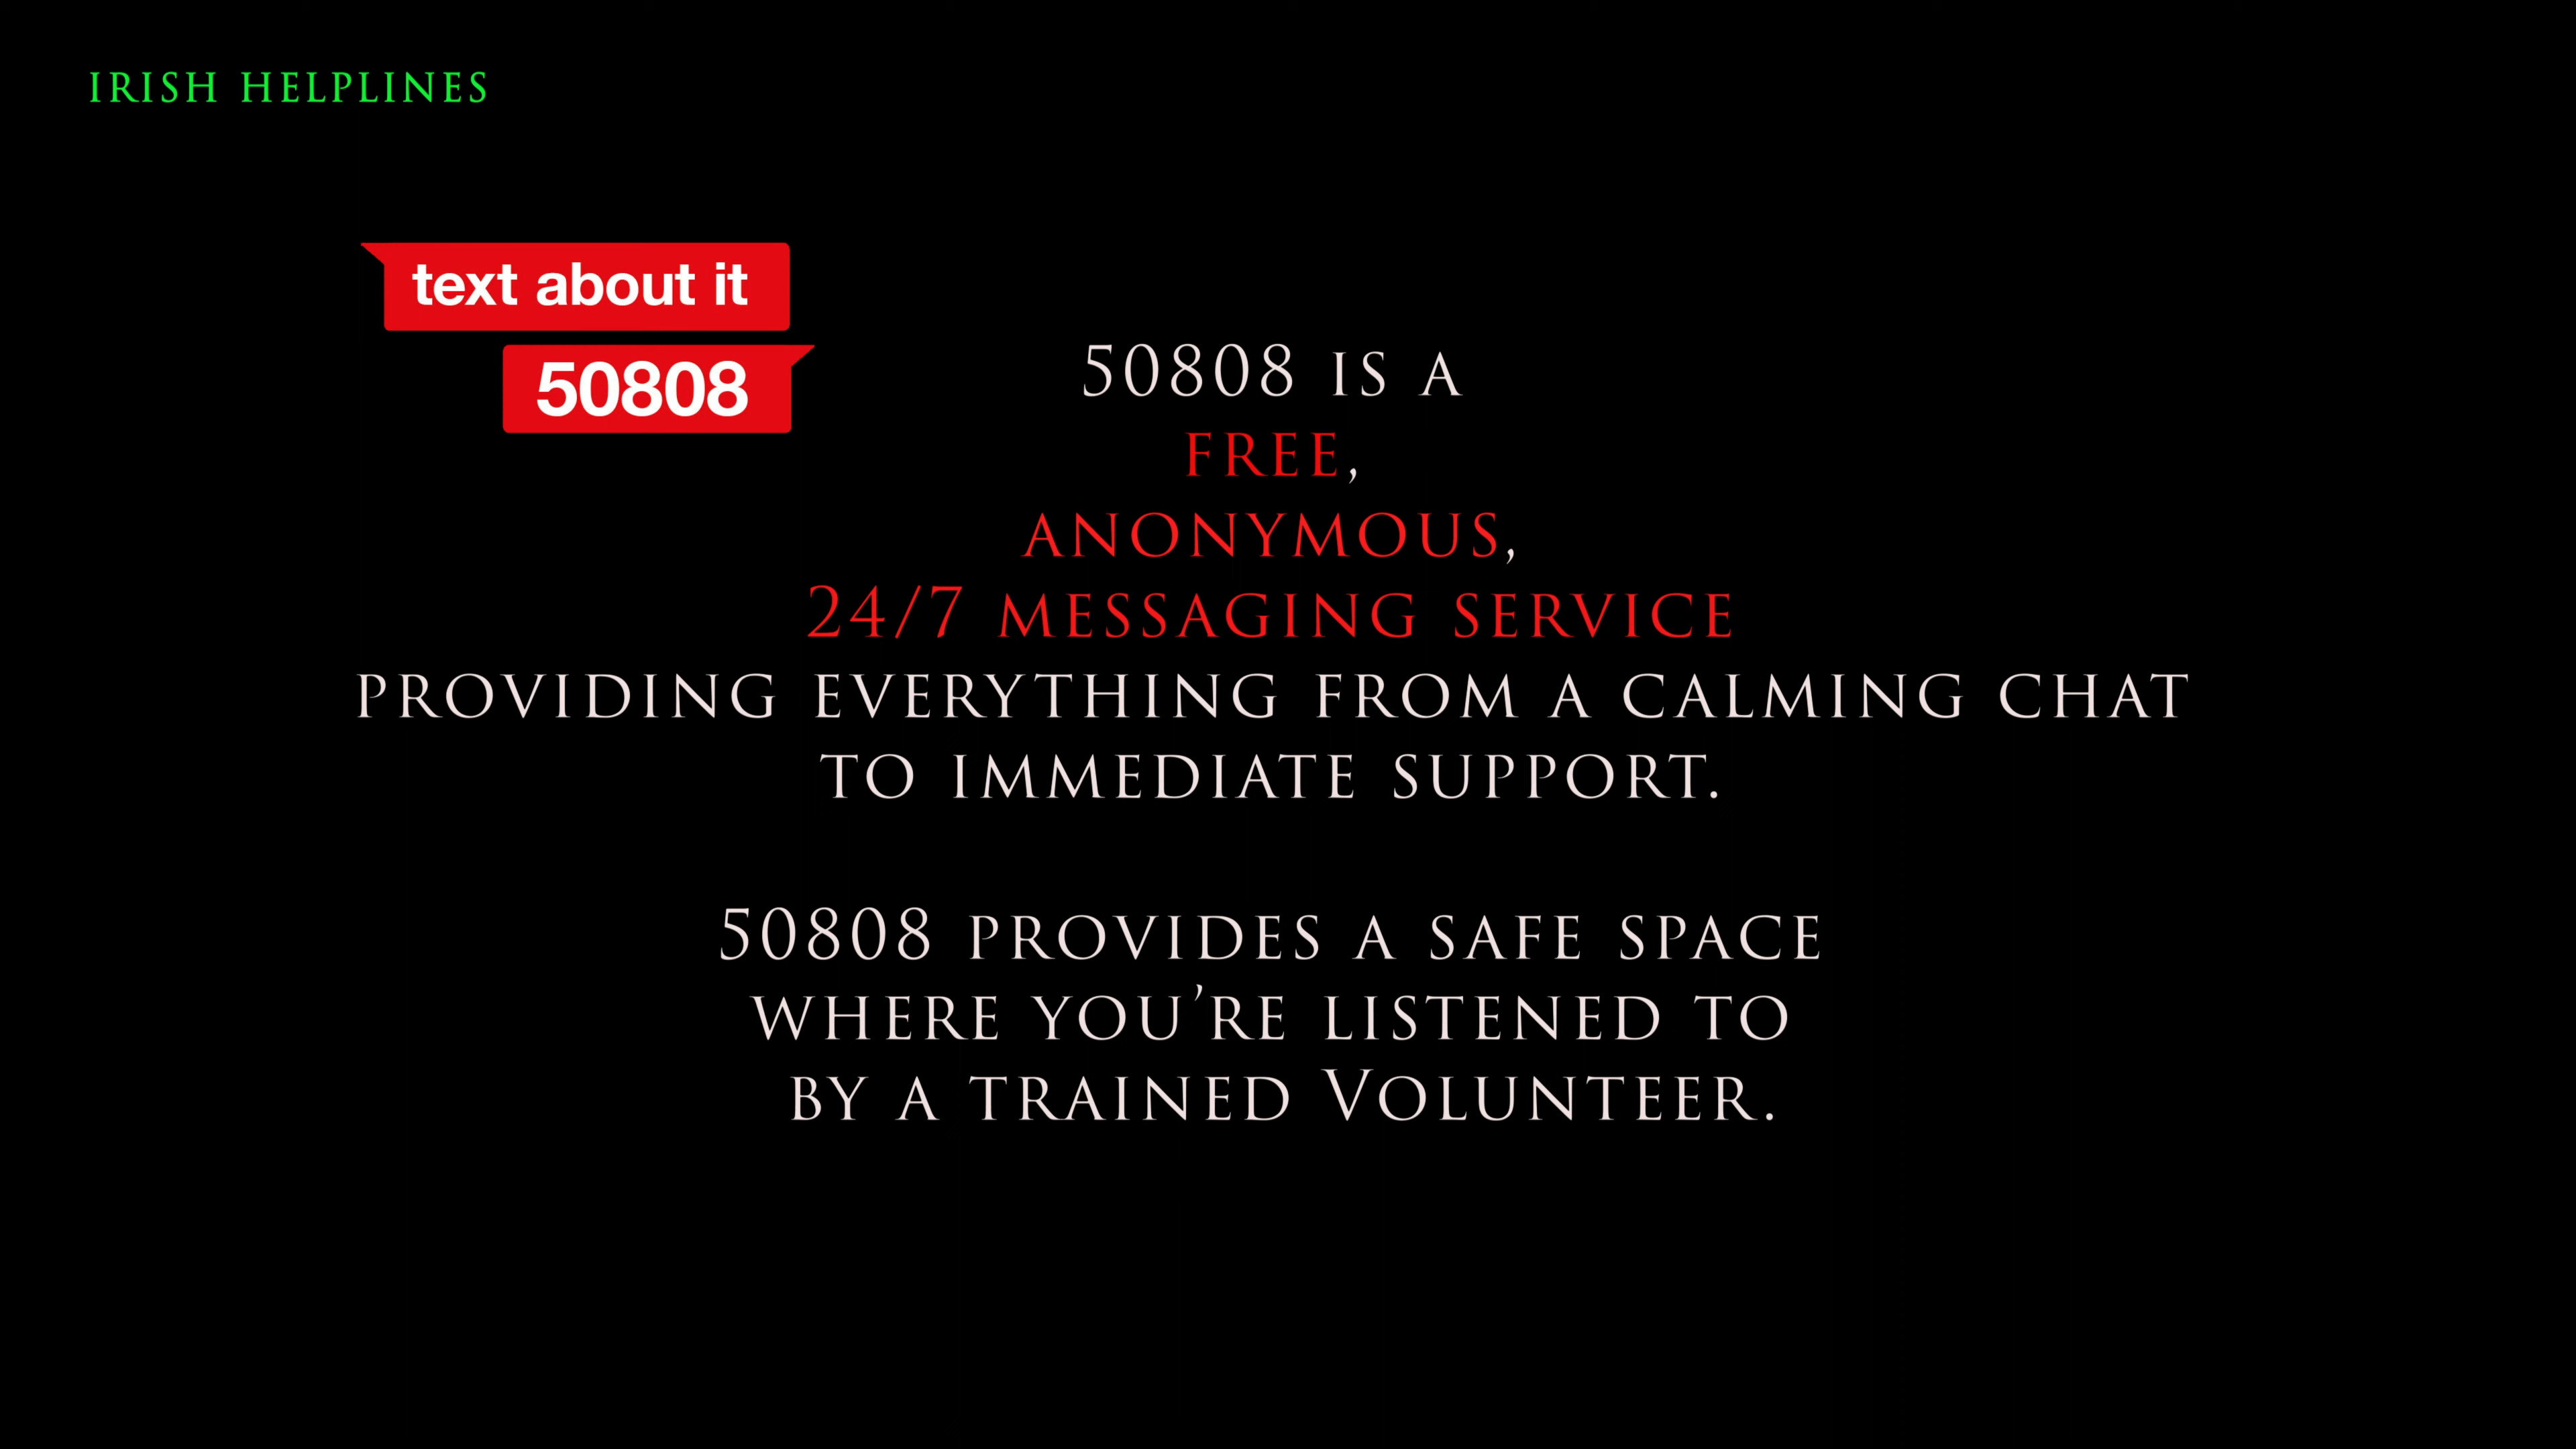 IRISH HELPLINES
text about it
50808
50808 IS A
FREE,
ANONYMOUS,
24/7 MESSAGING SERVICE
PROVIDING EVERYTHING FROM A CALMING CHAT
TO IMMEDIATE SUPPORT.
50808 PROVIDES A SAFE SPACE
WHERE YOU’RE LISTENED TO
BY A TRAINED VOLUNTEER.